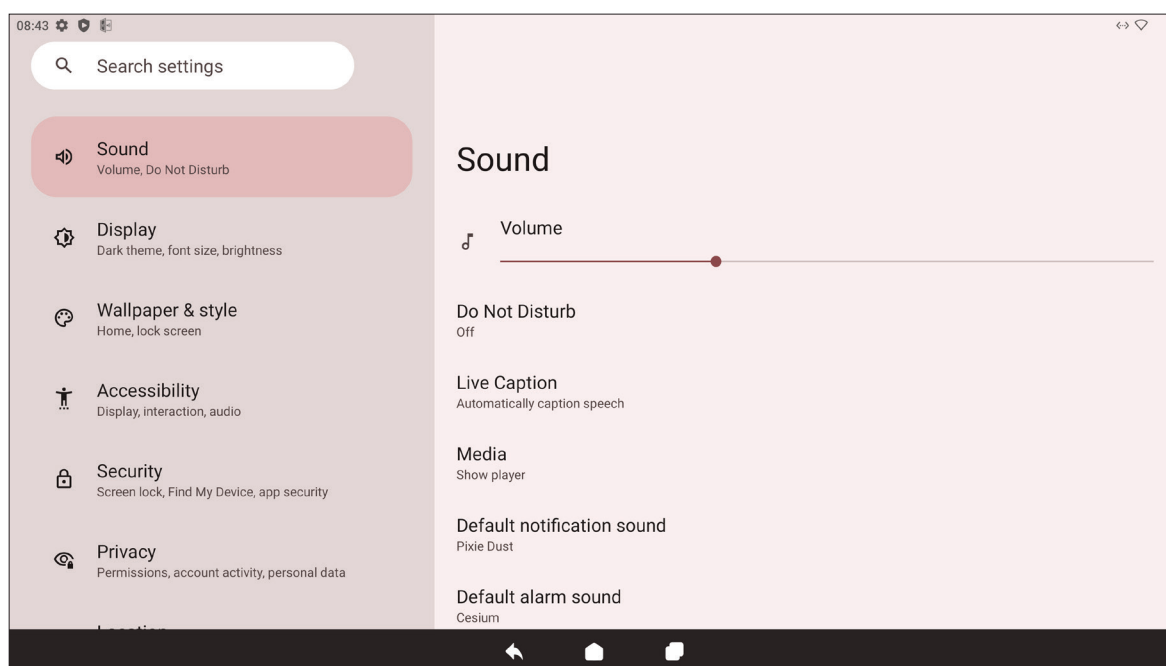 08:43
Search settings
Sound
Volume, Do Not Disturb
Display
Dark theme, font size, brightness
Wallpaper & style
Home, lock screen
Accessibility
Display, interaction, audio
Security
Screen lock, Find My Device, app security
Privacy
Permissions, account activity, personal data
Location
Sound
Volume
Do Not Disturb
Off
Live Caption
Automatically caption speech
Media
Show player
Default notification sound
Pixie Dust
Default alarm sound
Cesium